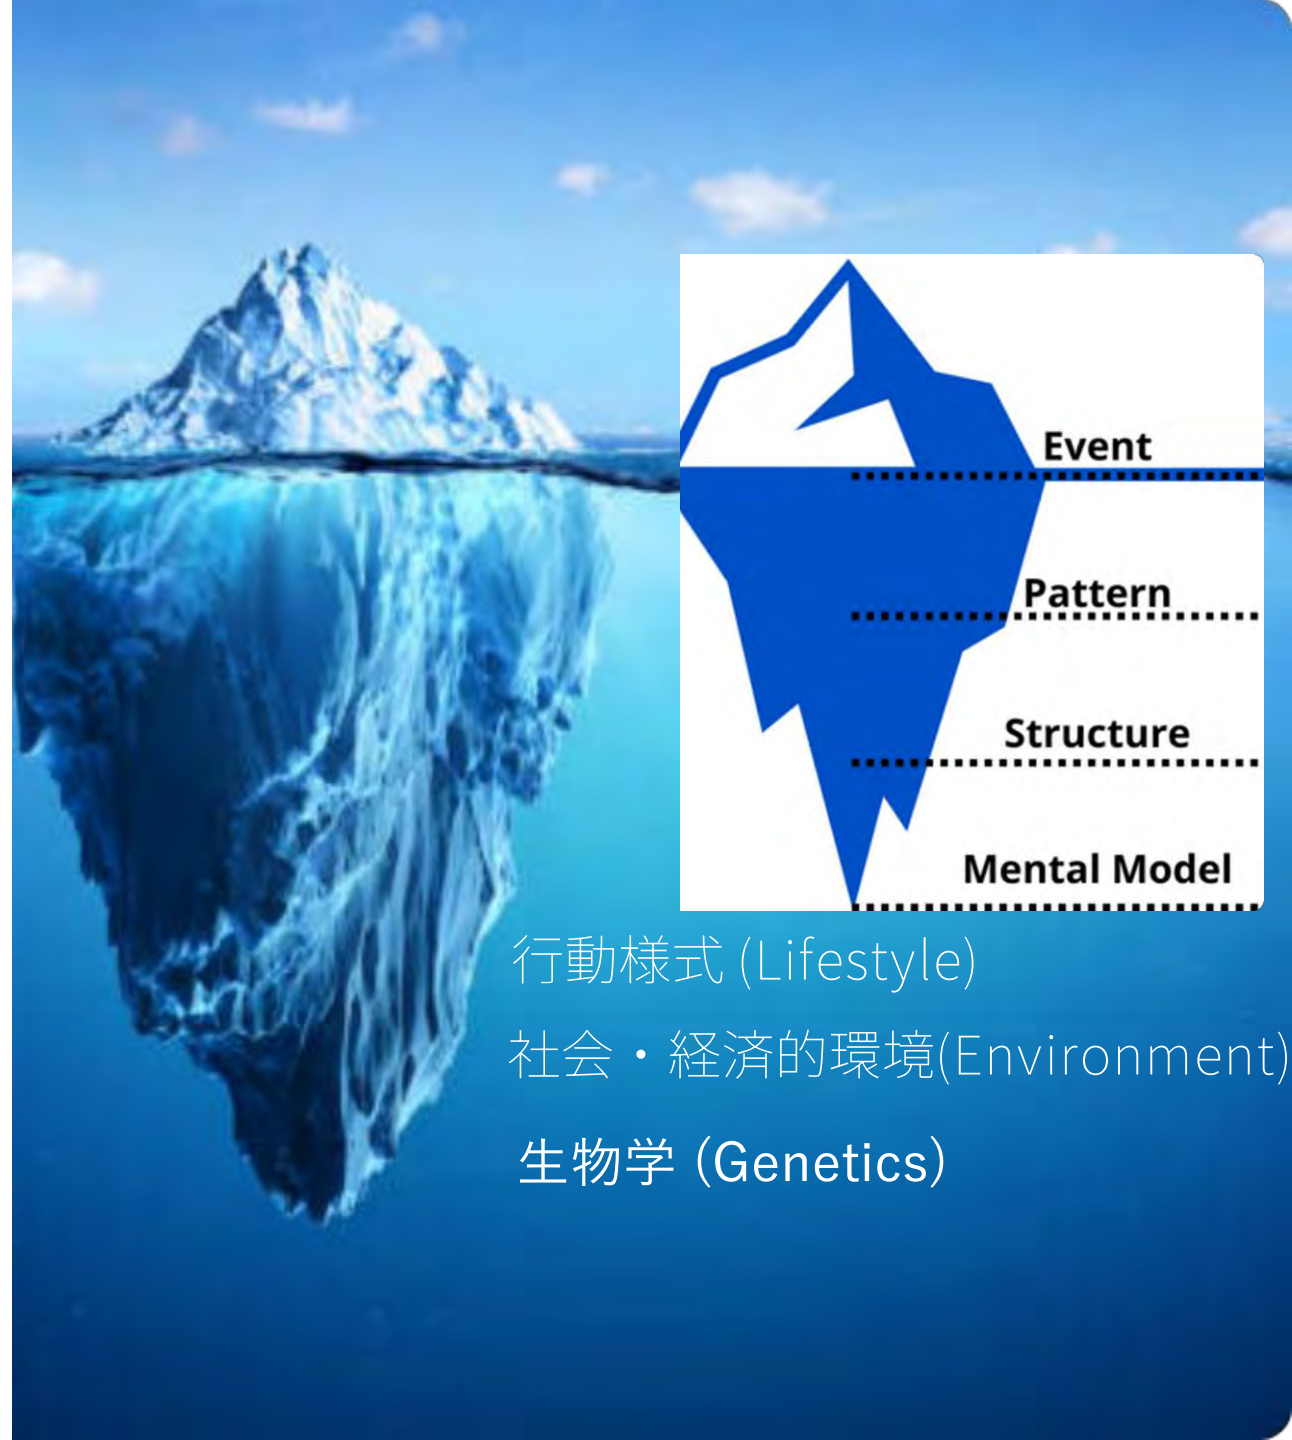 Event
Pattern
Structure
Mental Model
行動様式 (Lifestyle)
社会・経済的環境(Environment)
生物学 (Genetics)